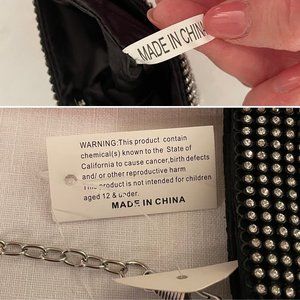 MADE IN CHINA
WARNING:This product contain
chemical(s) known to the State of
California to cause cancer,birth defects
and/ or other reproductive harm
This product is not intended for children
aged 12 & under.
MADE IN CHINA